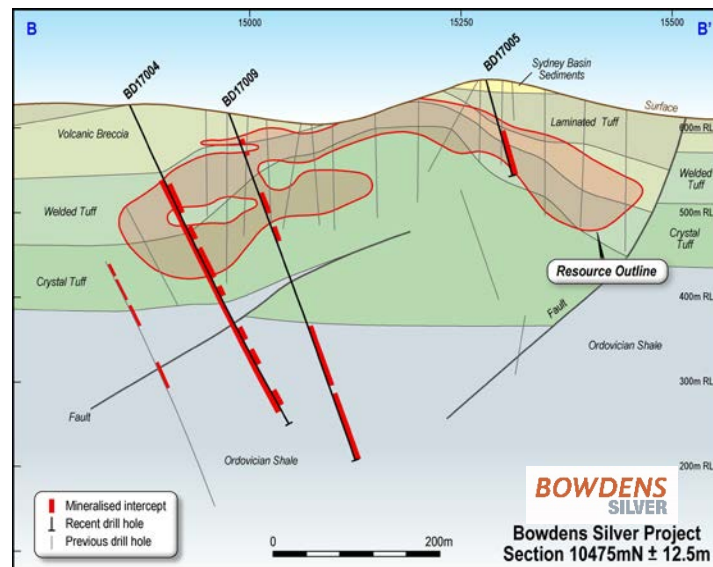 B
15000
15250
15500
B'
BD17004
BD17009
BD17005
Sydney Basin
Sediments
Surface
Volcanic Breccia
Laminated Tuff
600m RL
Welded Tuff
Welded
Tuff
500m RL
Crystal
Tuff
Resource Outline
Crystal Tuff
400m RL
Fault
Ordovician Shale
300m RL
Fault
Ordovician Shale
200m RL
Mineralised intercept
Recent drill hole
Previous drill hole
0
200m
BOWDENS
SILVER
Bowdens Silver Project
Section 10475mN ± 12.5m